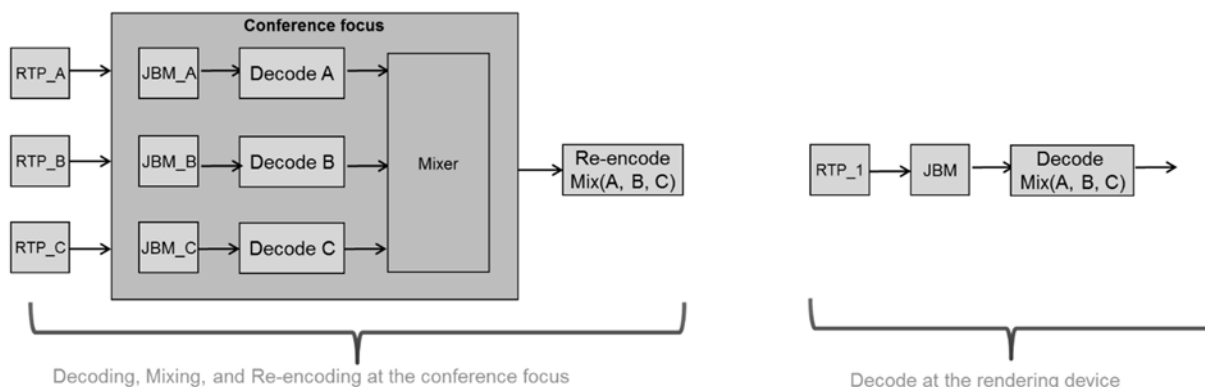 Conference focus
RTP_A
JBM_A
Decode A
RTP_B
JBM_B
Decode B
Mixer
Re-encode
Mix(A, B, C)
RTP_C
JBM_C
Decode C
RTP_1
JBM
Decode
Mix(A, B, C)
Decoding, Mixing, and Re-encoding at the conference focus
Decode at the rendering device